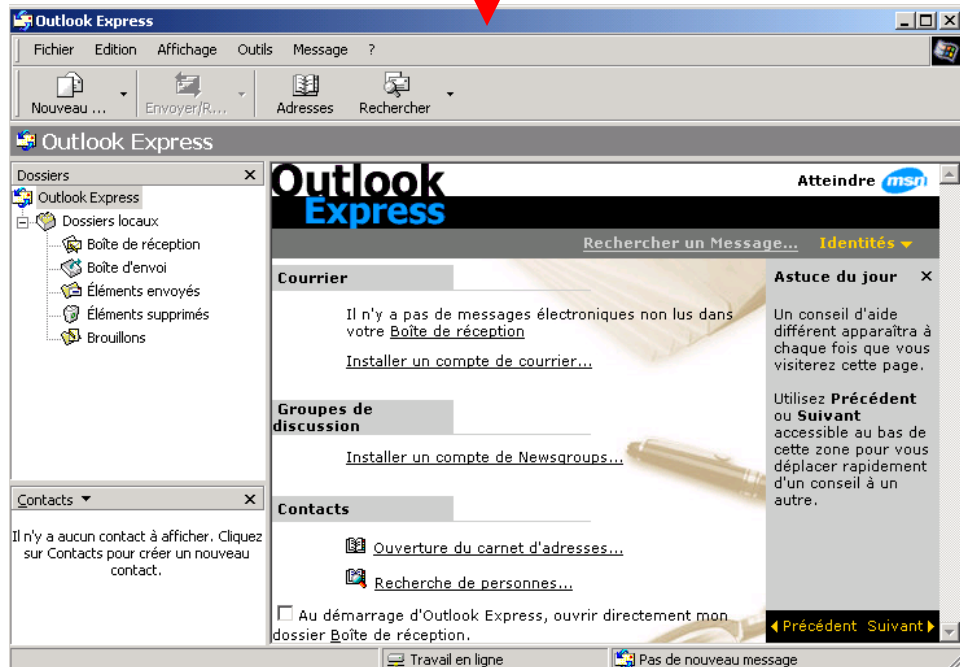 Outlook Express
Fichier Edition Affichage Outils Message ?
Nouveau ... Envoyer/R... Adresses Rechercher
Outlook Express
Dossiers
Outlook Express
Dossiers locaux
Boîte de réception
Boîte d'envoi
Éléments envoyés
Éléments supprimés
Brouillons
Contacts
Il n'y a aucun contact à afficher. Cliquez
sur Contacts pour créer un nouveau
contact.
Outlook
Express
Atteindre msn
Rechercher un Message... Identités
Courrier
Il n'y a pas de messages électroniques non lus dans
votre Boîte de réception
Installer un compte de courrier...
Groupes de
discussion
Installer un compte de Newsgroups...
Contacts
Ouverture du carnet d'adresses...
Recherche de personnes...
Au démarrage d'Outlook Express, ouvrir directement mon
dossier Boîte de réception.
Astuce du jour
Un conseil d'aide
différent apparaîtra à
chaque fois que vous
visiterez cette page.
Utilisez Précédent
ou Suivant
accessible au bas de
cette zone pour vous
déplacer rapidement
d'un conseil à un
autre.
Précédent Suivant
Travail en ligne
Pas de nouveau message